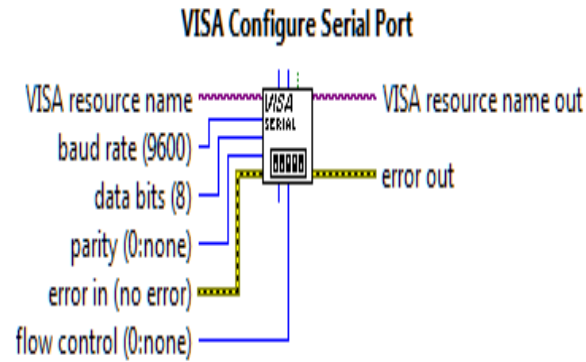 VISA Configure Serial Port
VISA resource name
VISA
SERIAL
VISA resource name out
baud rate (9600)
data bits (8)
error out
parity (0:none)
error in (no error)
flow control (0:none)